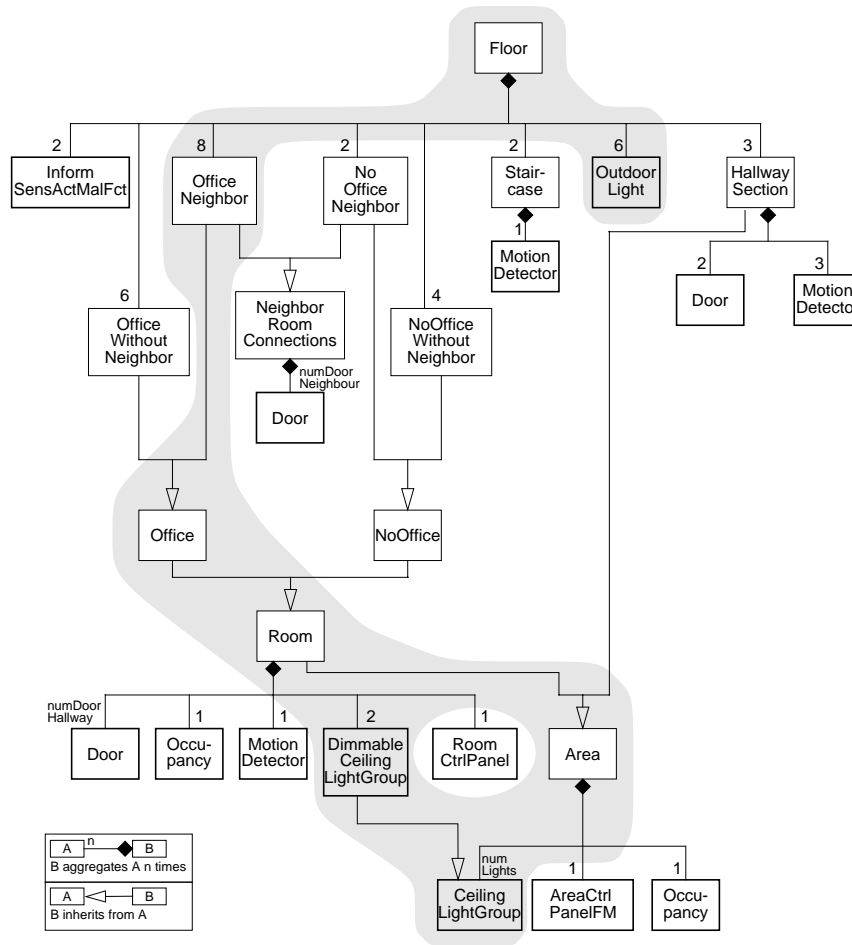 Floor
2
8
2
2
6
3
Inform
SensActMalFct
Office
Neighbor
No
Office
Neighbor
Stair-
case
Outdoor
Light
Hallway
Section
1
Motion
Detector
2
Door
3
Motion
Detector
6
Office
Without
Neighbor
Neighbor
Room
Connections
4
NoOffice
Without
Neighbor
numDoor
Neighbour
Door
Office
NoOffice
Room
numDoor
Hallway
1
1
2
1
Door
Occu-
pancy
Motion
Detector
Dimmable
Ceiling
LightGroup
Room
CtrlPanel
Area
A n B
B aggregates A n times
A B
B inherits from A
num
Lights
1
1
Ceiling
LightGroup
AreaCtrl
PanelFM
Occu-
pancy